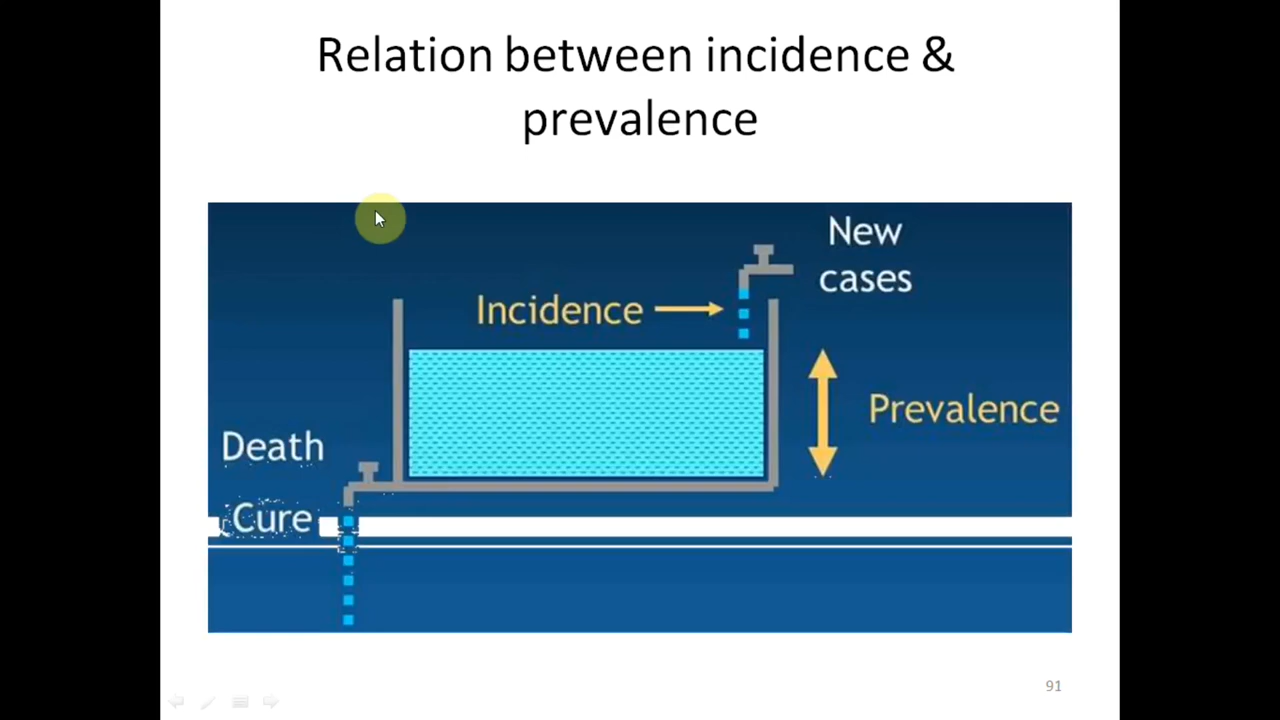 Relation between incidence &
prevalence
New
cases
Incidence
Prevalence
Death
Cure
91